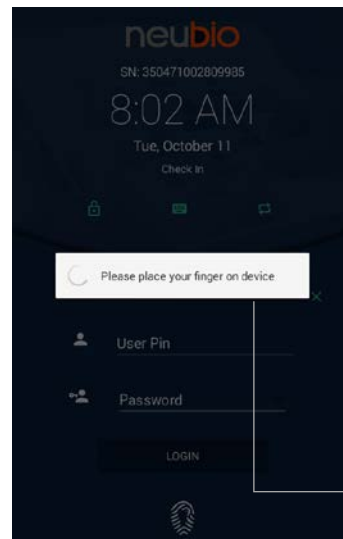 neubio
SN: 350471002809985
8:02 AM
Tue, October 11
Check In
Please place your finger on device
User Pin
Password
LOGIN